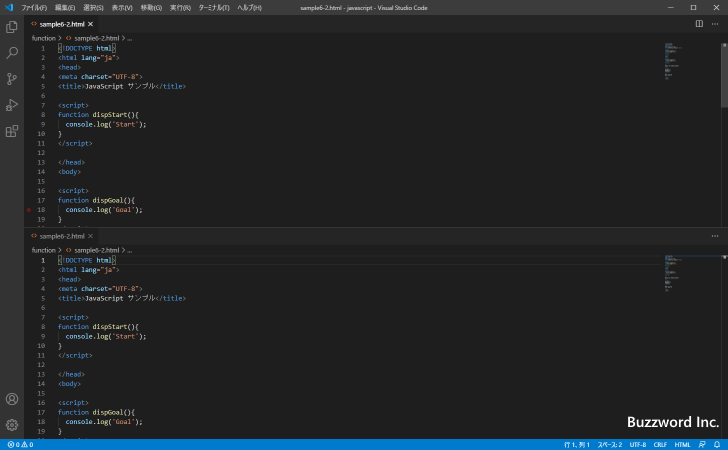 ファイル(F) 編集(E) 選択(S) 表示(V) 移動(G) 実行(R) ターミナル(T) ヘルプ(H) sample6-2.html - javascript - Visual Studio Code
sample6-2.html
function > sample6-2.html > ...
1 <!DOCTYPE html>
2 <html lang="ja">
3 <head>
4 <meta charset="UTF-8">
5 <title>JavaScript サンプル</title>
6
7 <script>
8 function dispStart(){
9 console.log('Start');
10 }
11 </script>
12
13 </head>
14 <body>
15
16 <script>
17 function dispGoal(){
18 console.log('Goal');
19 }
sample6-2.html
function > sample6-2.html > ...
1 <!DOCTYPE html>
2 <html lang="ja">
3 <head>
4 <meta charset="UTF-8">
5 <title>JavaScript サンプル</title>
6
7 <script>
8 function dispStart(){
9 console.log('Start');
10 }
11 </script>
12
13 </head>
14 <body>
15
16 <script>
17 function dispGoal(){
18 console.log('Goal');
19 }
Buzzword Inc.
0 0 行 1, 列 1 スペース: 2 UTF-8 CRLF HTML